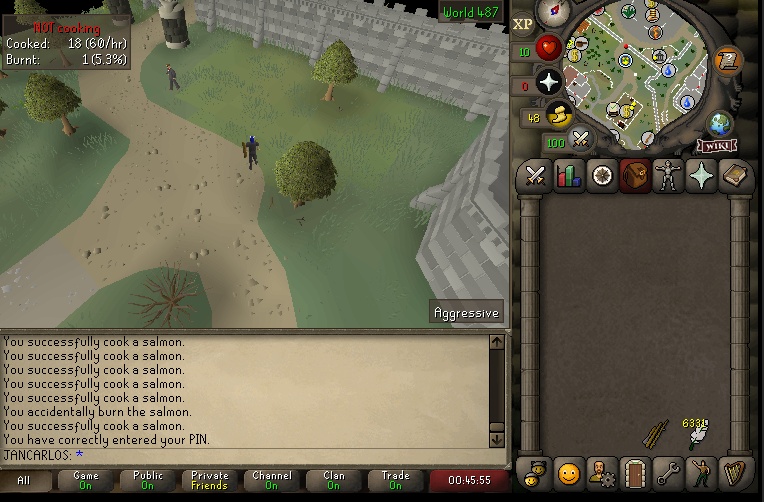 NOT cooking
Cooked: 18 (60/hr)
Burnt: 1 (5.3%)
World 487
XP
10
0
48
100
WIKI
Aggressive
You successfully cook a salmon.
You successfully cook a salmon.
You successfully cook a salmon.
You successfully cook a salmon.
You successfully cook a salmon.
You accidentally burn the salmon.
You successfully cook a salmon.
You have correctly entered your PIN.
JANCARLOS: *
6331
All
Game
On
Public
On
Private
Friends
Channel
On
Clan
On
Trade
On
00:45:55